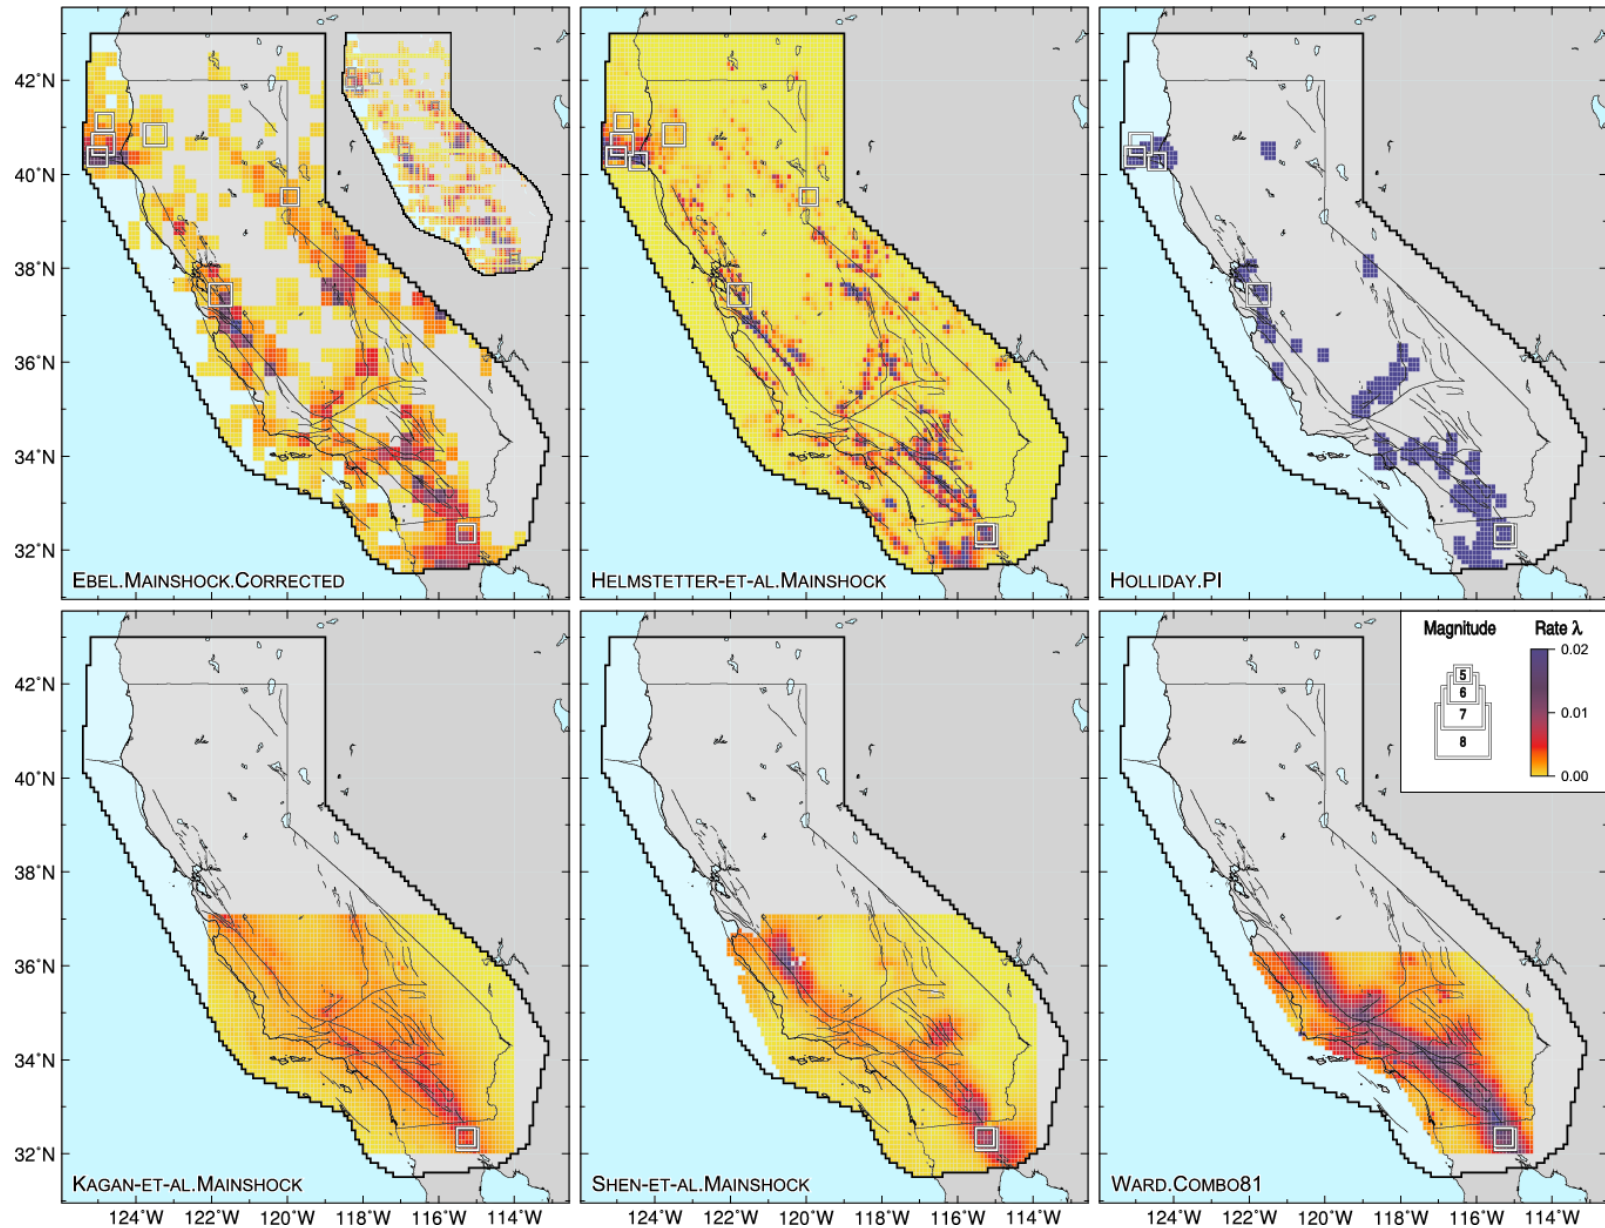 42°N
40°N
38°N
36°N
34°N
32°N
EBEL.MAINSHOCK.CORRECTED
HELMSTETTER-ET-AL.MAINSHOCK
HOLLIDAY.PI
Magnitude
Rate λ
5
6
7
8
0.02
0.01
0.00
42°N
40°N
38°N
36°N
34°N
32°N
KAGAN-ET-AL.MAINSHOCK
SHEN-ET-AL.MAINSHOCK
WARD.COMBO81
124°W 122°W 120°W 118°W 116°W 114°W
124°W 122°W 120°W 118°W 116°W 114°W
124°W 122°W 120°W 118°W 116°W 114°W